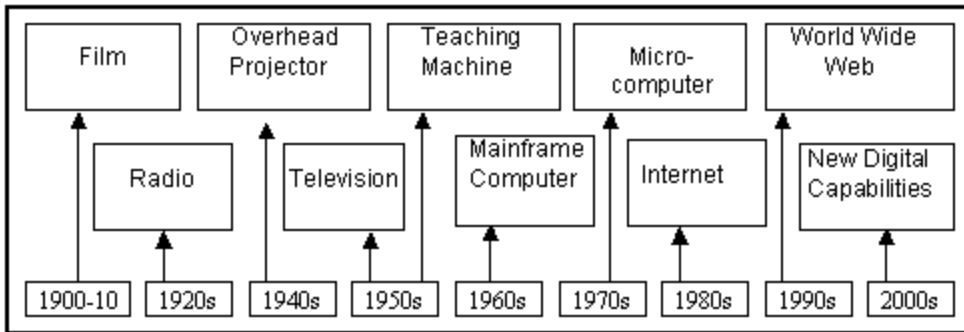 Film
Overhead
Projector
Teaching
Machine
Micro-
computer
World Wide
Web
Radio
Television
Mainframe
Computer
Internet
New Digital
Capabilities
1900-10
1920s
1940s
1950s
1960s
1970s
1980s
1990s
2000s